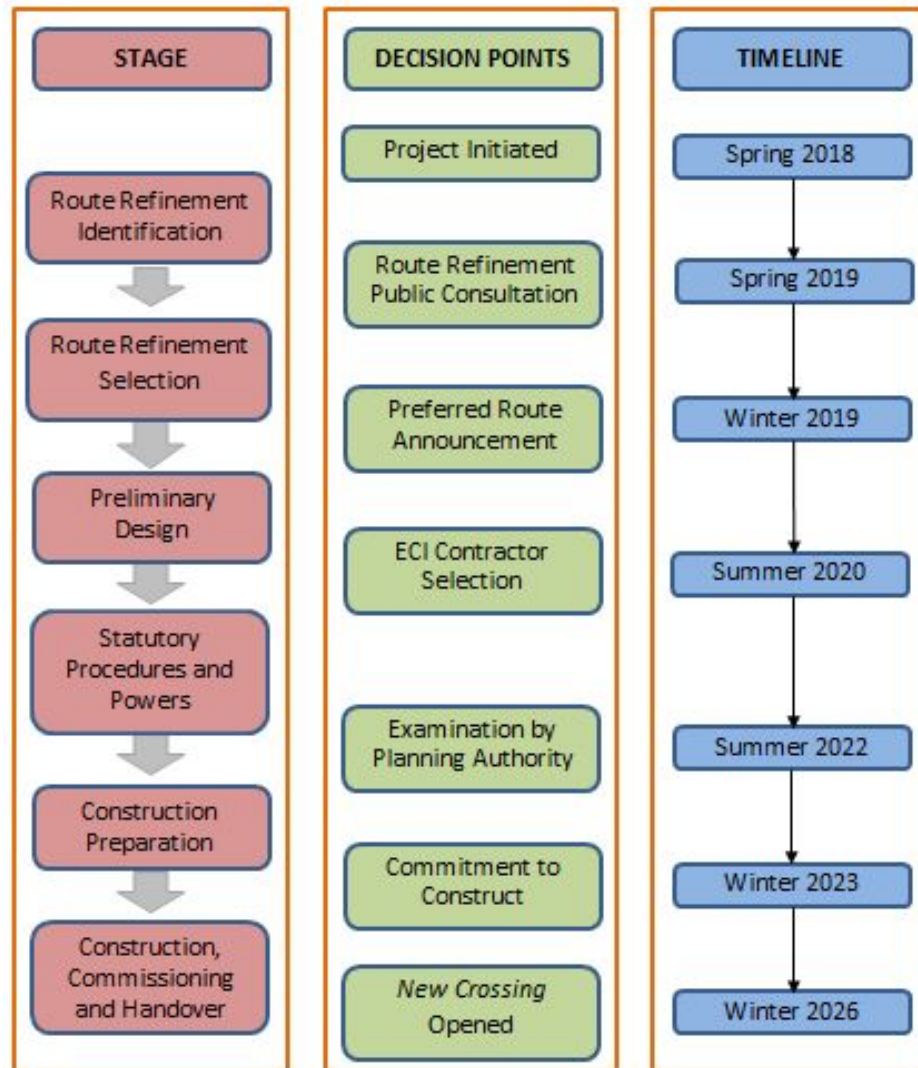 STAGE
Route Refinement
Identification
Route Refinement
Selection
Preliminary
Design
Statutory
Procedures and
Powers
Construction
Preparation
Construction,
Commissioning
and Handover
DECISION POINTS
Project Initiated
Route Refinement
Public Consultation
Preferred Route
Announcement
ECI Contractor
Selection
Examination by
Planning Authority
Commitment to
Construct
New Crossing
Opened
TIMELINE
Spring 2018
Spring 2019
Winter 2019
Summer 2020
Summer 2022
Winter 2023
Winter 2026